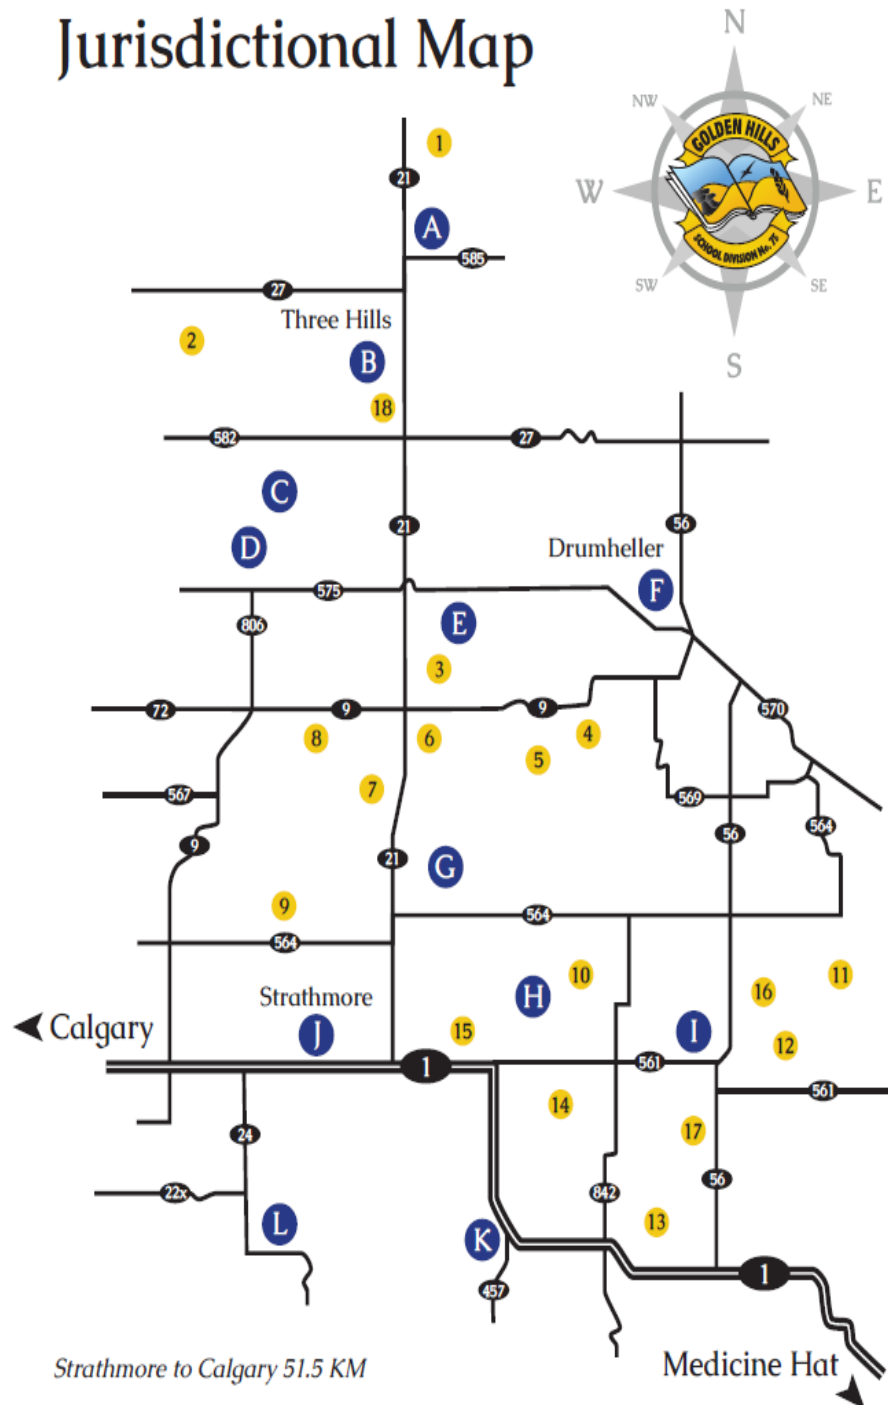 Jurisdictional Map
N
NW
NE
GOLDEN HILLS
W
E
SCHOOL DIVISION No. 75
SW
SE
S
1
21
A
585
27
Three Hills
2
B
18
582
27
C
21
56
D
Drumheller
575
F
806
E
3
72
9
9
570
8
6
4
5
7
567
569
564
56
9
21
G
9
564
564
10
11
H
16
Strathmore
Calgary
J
15
I
12
1
561
561
14
24
17
22x
842
56
L
13
K
1
457
Strathmore to Calgary 51.5 KM
Medicine Hat